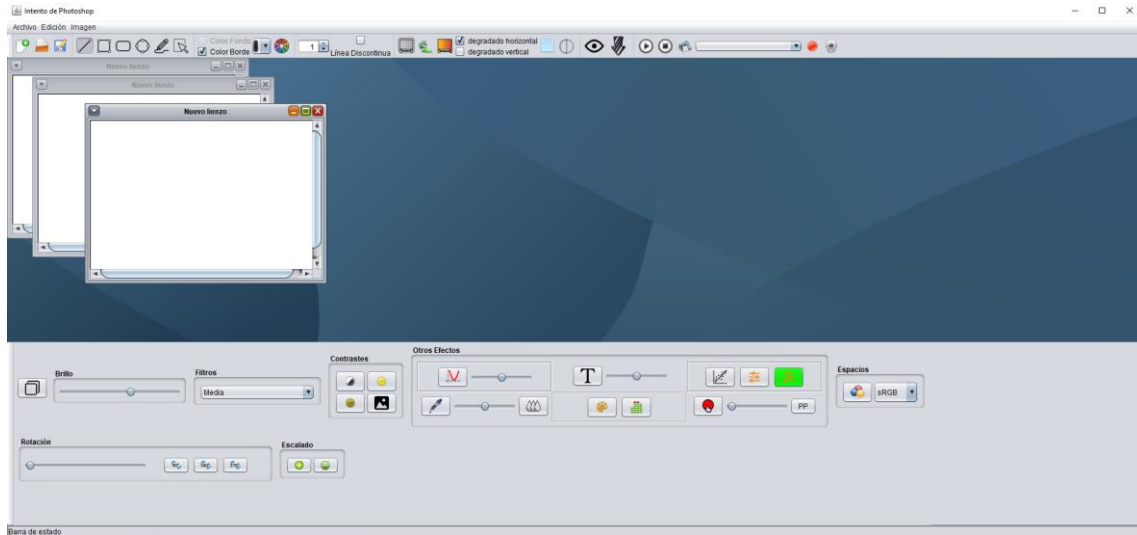 Intento de Photoshop
Archivo Edición Imagen
Color Fondo
Color Borde
1
Línea Discontinua
degradado horizontal
degradado vertical
Nuevo lienzo
Nuevo lienzo
Nuevo lienzo
Brillo
Filtros
Media
Contrastes
Otros Efectos
T
PP
Espacios
sRGB
Rotación
Escalado
Barra de estado